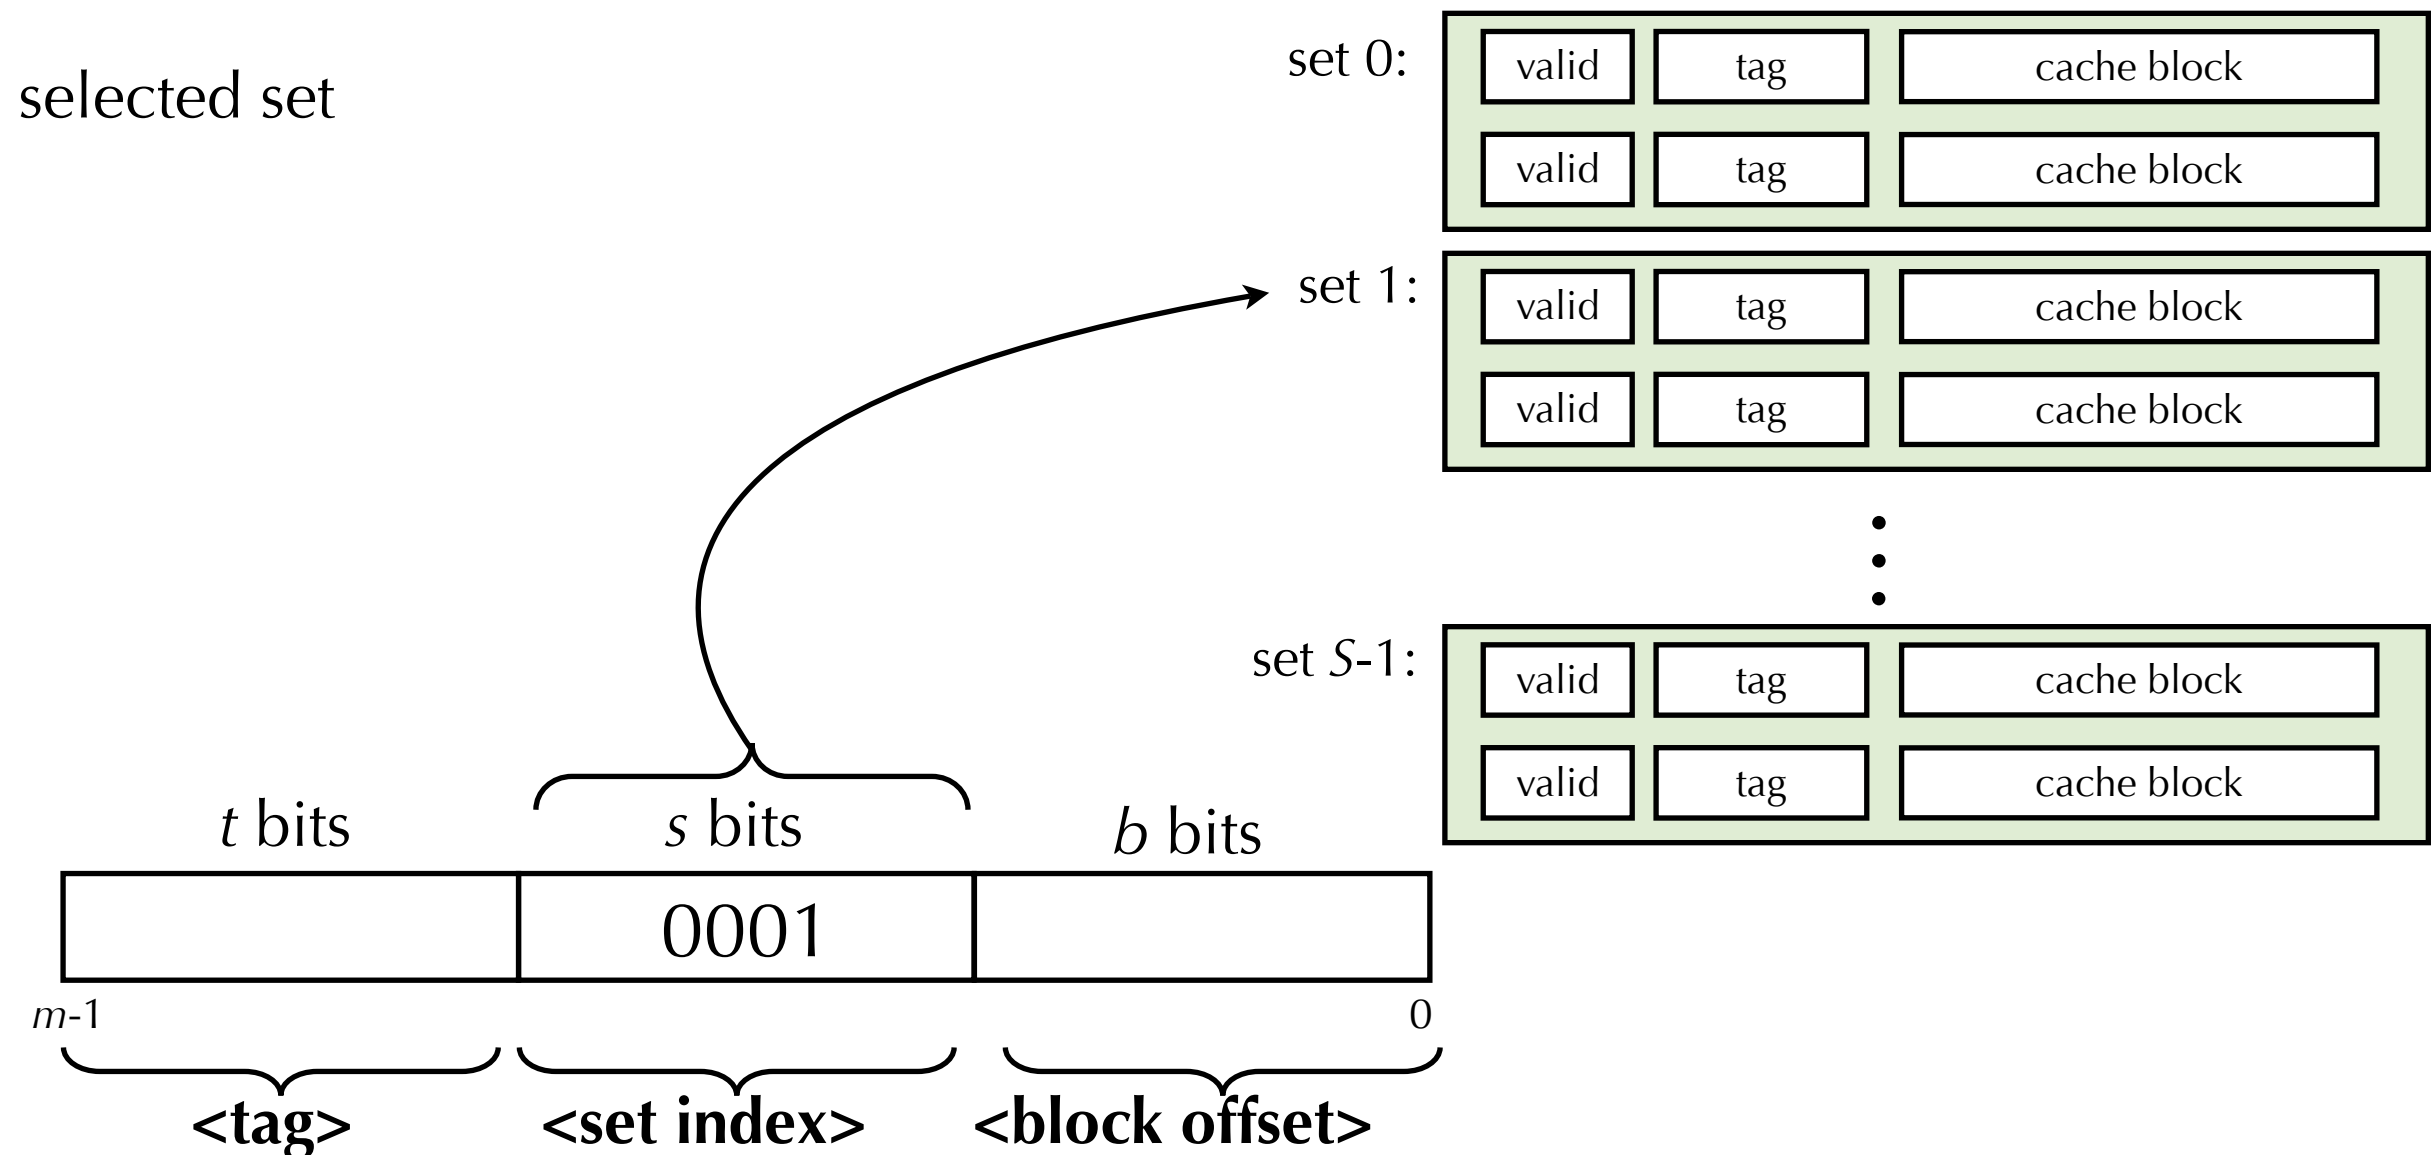 selected set
set 0:
valid tag cache block
valid tag cache block
set 1:
valid tag cache block
valid tag cache block
set S-1:
valid tag cache block
valid tag cache block
t bits s bits b bits
0001
m-1 0
<tag> <set index> <block offset>